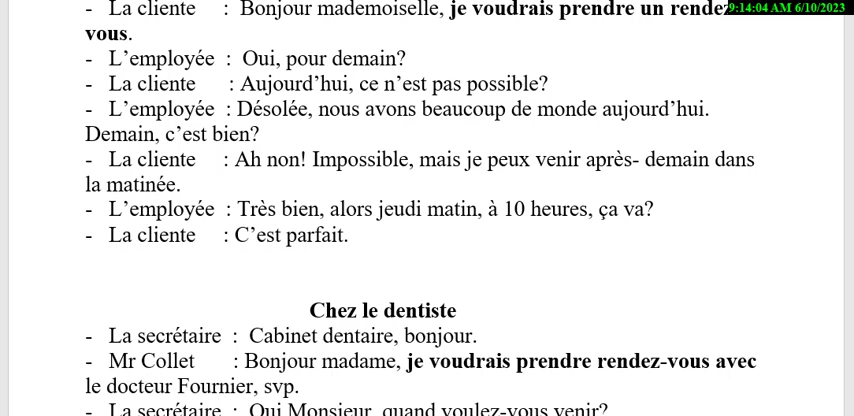 - La cliente : Bonjour mademoiselle, je voudrais prendre un rendez
9:14:04 AM 6/10/2023
vous.
- L’employée : Oui, pour demain?
- La cliente : Aujourd’hui, ce n’est pas possible?
- L’employée : Désolée, nous avons beaucoup de monde aujourd’hui.
Demain, c’est bien?
- La cliente : Ah non! Impossible, mais je peux venir après- demain dans
la matinée.
- L’employée : Très bien, alors jeudi matin, à 10 heures, ça va?
- La cliente : C’est parfait.
Chez le dentiste
- La secrétaire : Cabinet dentaire, bonjour.
- Mr Collet : Bonjour madame, je voudrais prendre rendez-vous avec
le docteur Fournier, svp.
- La secrétaire : Oui Monsieur, quand voulez-vous venir?